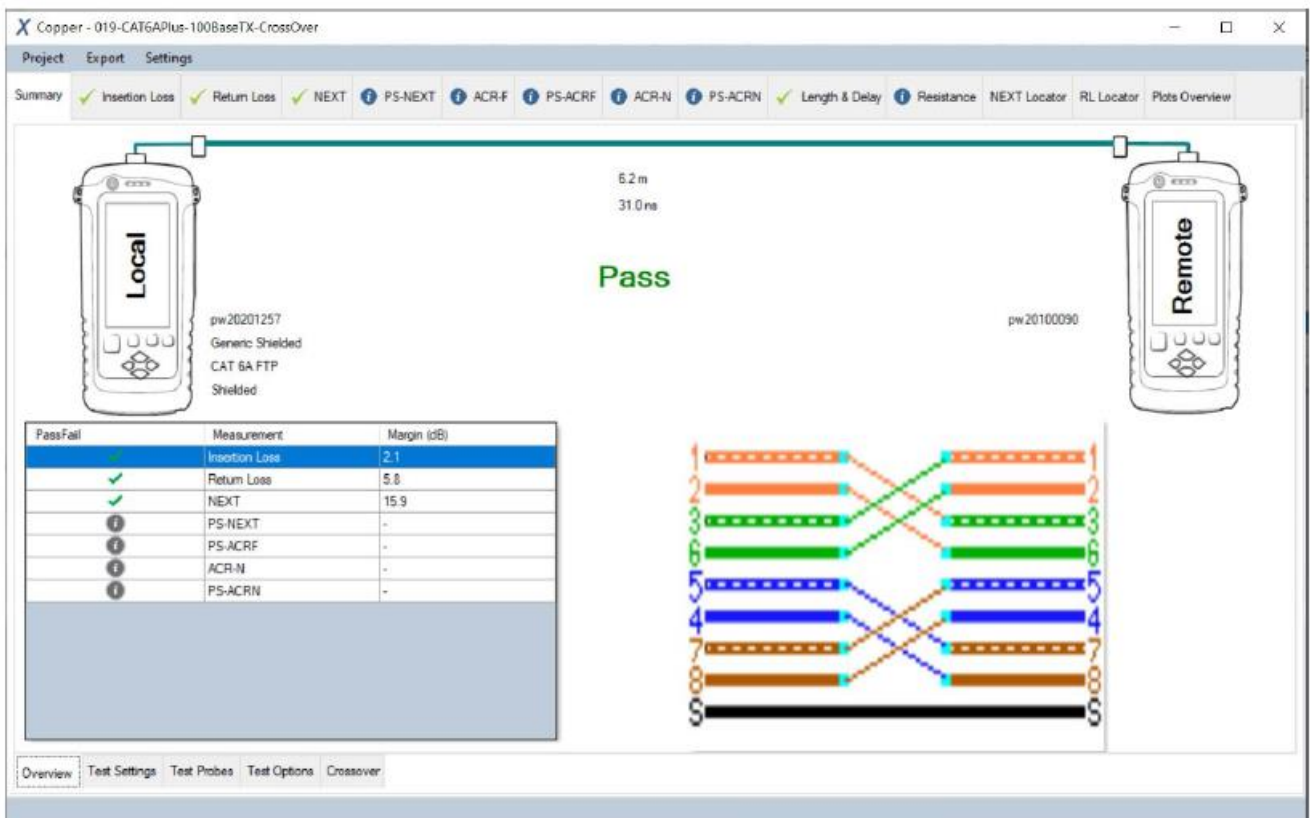 Copper - 019-CAT6APlus-100BaseTX-CrossOver
Project Export Settings
Summary Insertion Loss Return Loss NEXT PS-NEXT ACR-F PS-ACRF ACR-N PS-ACRN Length & Delay Resistance NEXT Locator RL Locator Plots Overview
6.2 m
31.0 ns
Local
Remote
Pass
pw20201257
pw20100090
Generic Shielded
CAT 6A FTP
Shielded
PassFail Measurement Margin (dB)
Insertion Loss 2.1
Return Loss 5.8
NEXT 15.9
PS-NEXT -
PS-ACRF -
ACR-N -
PS-ACRN -
1 1
2 2
3 3
6 6
5 5
4 4
7 7
8 8
S S
Overview Test Settings Test Probes Test Options Crossover